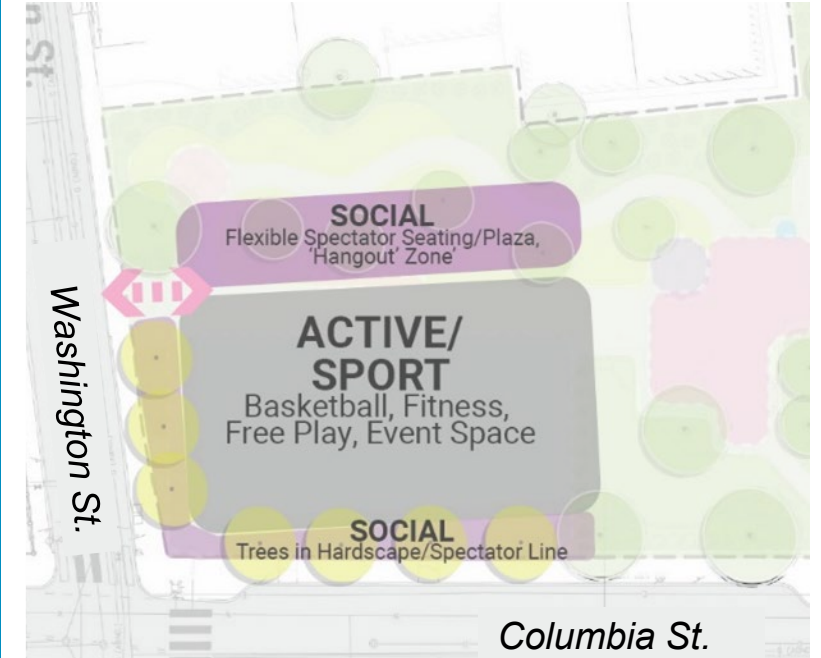 n St.
SOCIAL
Flexible Spectator Seating/Plaza,
'Hangout' Zone'
Washington St.
ACTIVE/
SPORT
Basketball, Fitness,
Free Play, Event Space
SOCIAL
Trees in Hardscape/Spectator Line
Columbia St.